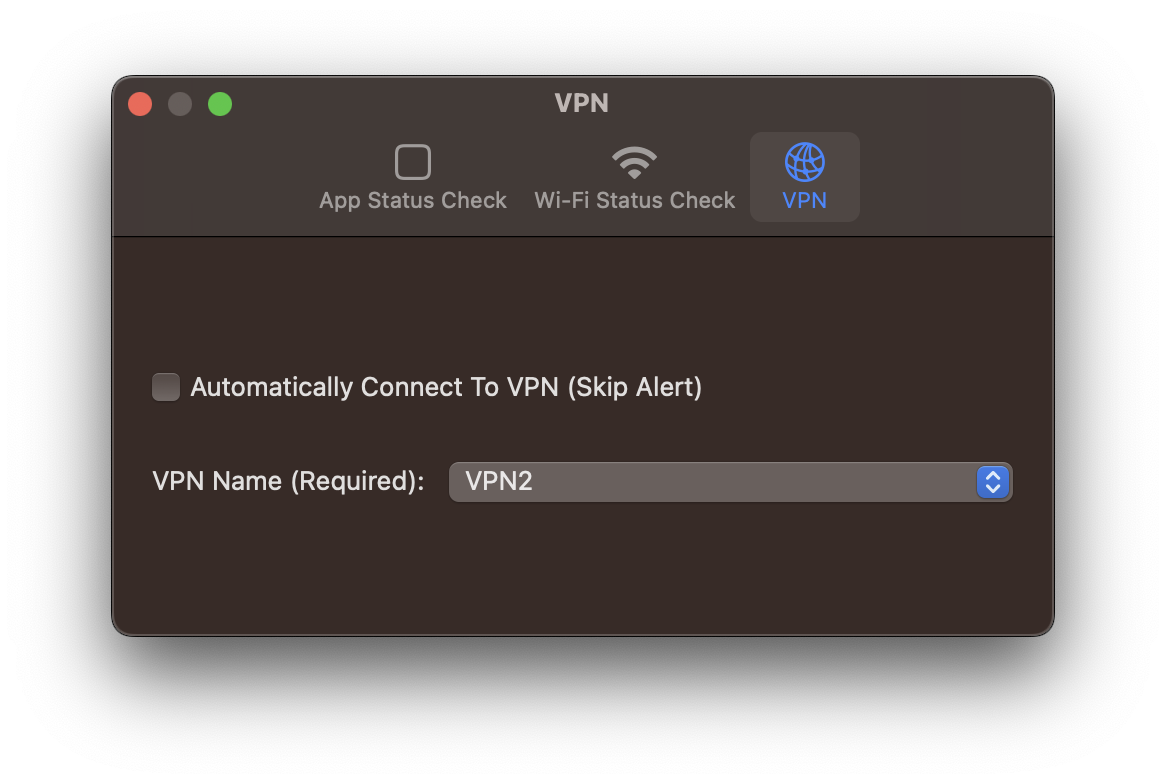 VPN
App Status Check Wi-Fi Status Check VPN
Automatically Connect To VPN (Skip Alert)
VPN Name (Required): VPN2